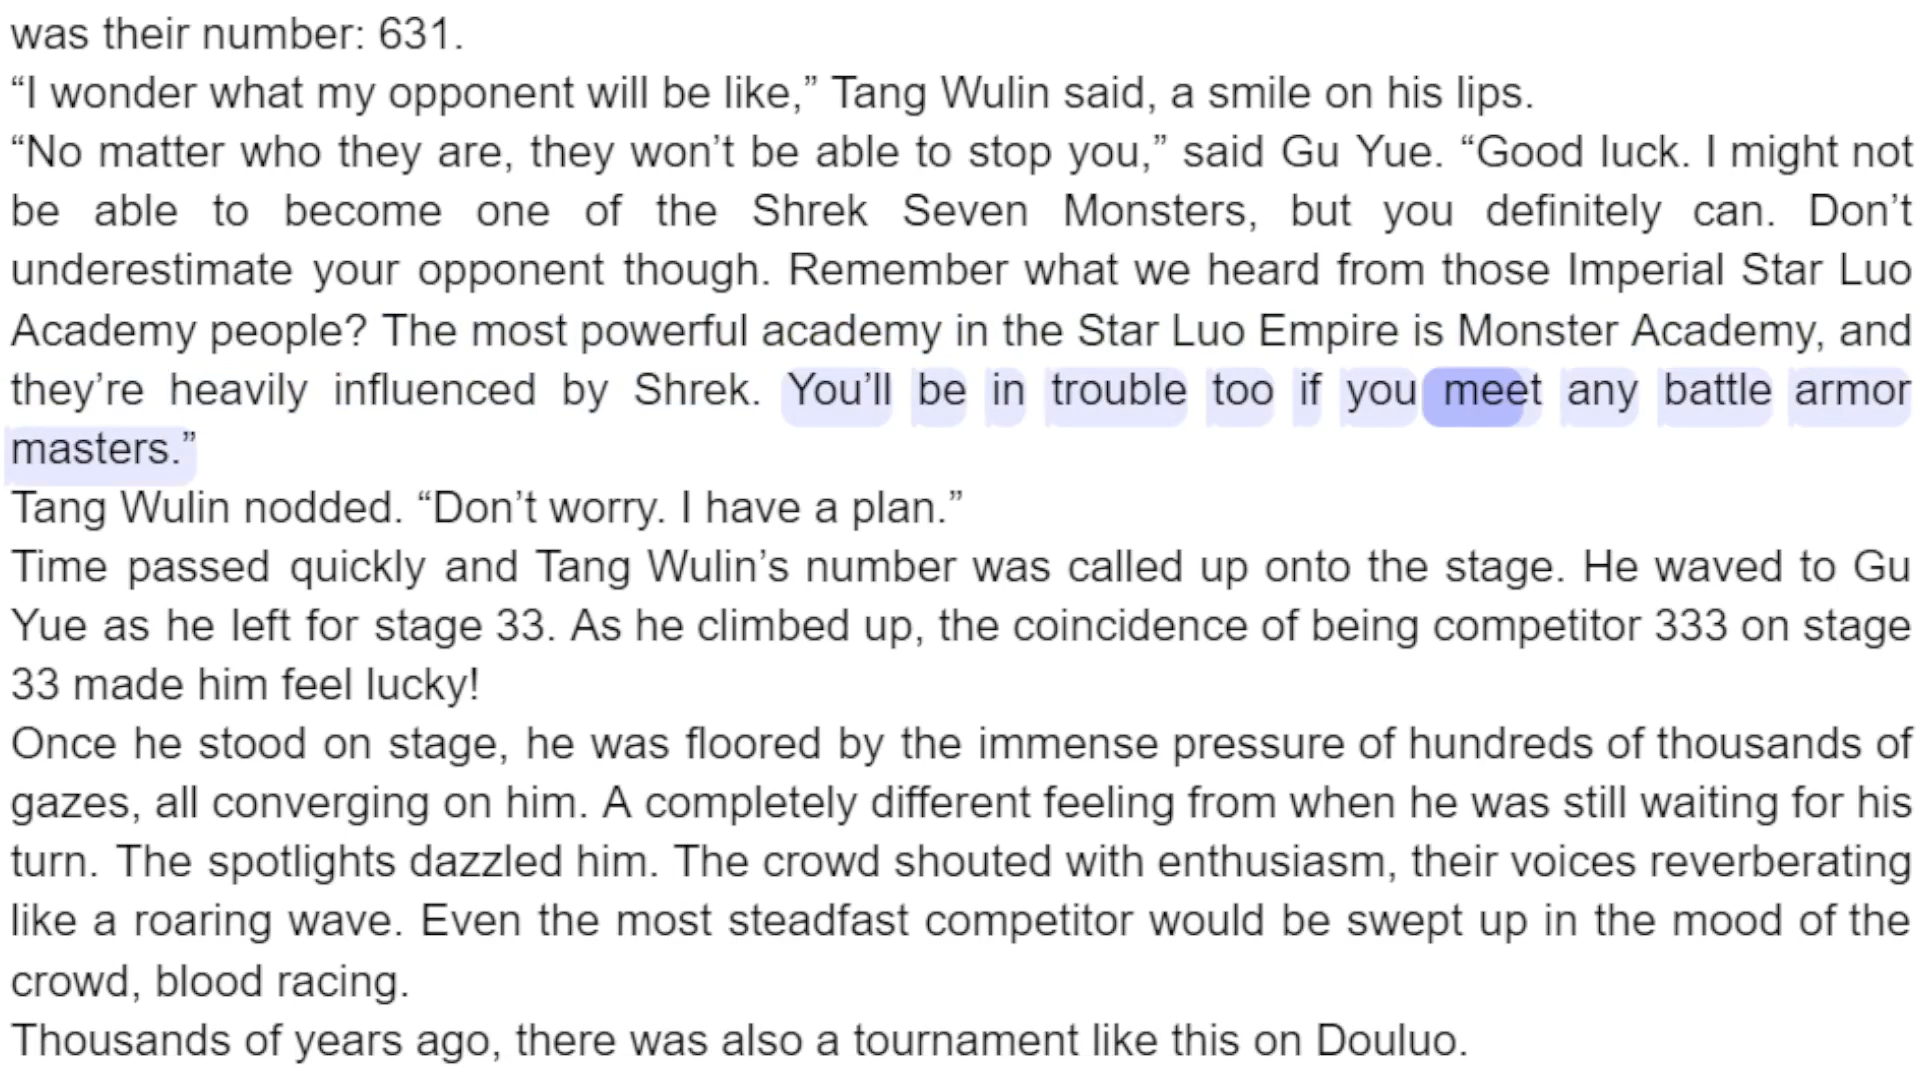 was their number: 631.
“I wonder what my opponent will be like,” Tang Wulin said, a smile on his lips.
“No matter who they are, they won’t be able to stop you,” said Gu Yue. “Good luck. I might not
be able to become one of the Shrek Seven Monsters, but you definitely can. Don’t
underestimate your opponent though. Remember what we heard from those Imperial Star Luo
Academy people? The most powerful academy in the Star Luo Empire is Monster Academy, and
they’re heavily influenced by Shrek. You’ll be in trouble too if you meet any battle armor
masters.”
Tang Wulin nodded. “Don’t worry. I have a plan.”
Time passed quickly and Tang Wulin’s number was called up onto the stage. He waved to Gu
Yue as he left for stage 33. As he climbed up, the coincidence of being competitor 333 on stage
33 made him feel lucky!
Once he stood on stage, he was floored by the immense pressure of hundreds of thousands of
gazes, all converging on him. A completely different feeling from when he was still waiting for his
turn. The spotlights dazzled him. The crowd shouted with enthusiasm, their voices reverberating
like a roaring wave. Even the most steadfast competitor would be swept up in the mood of the
crowd, blood racing.
Thousands of years ago, there was also a tournament like this on Douluo.